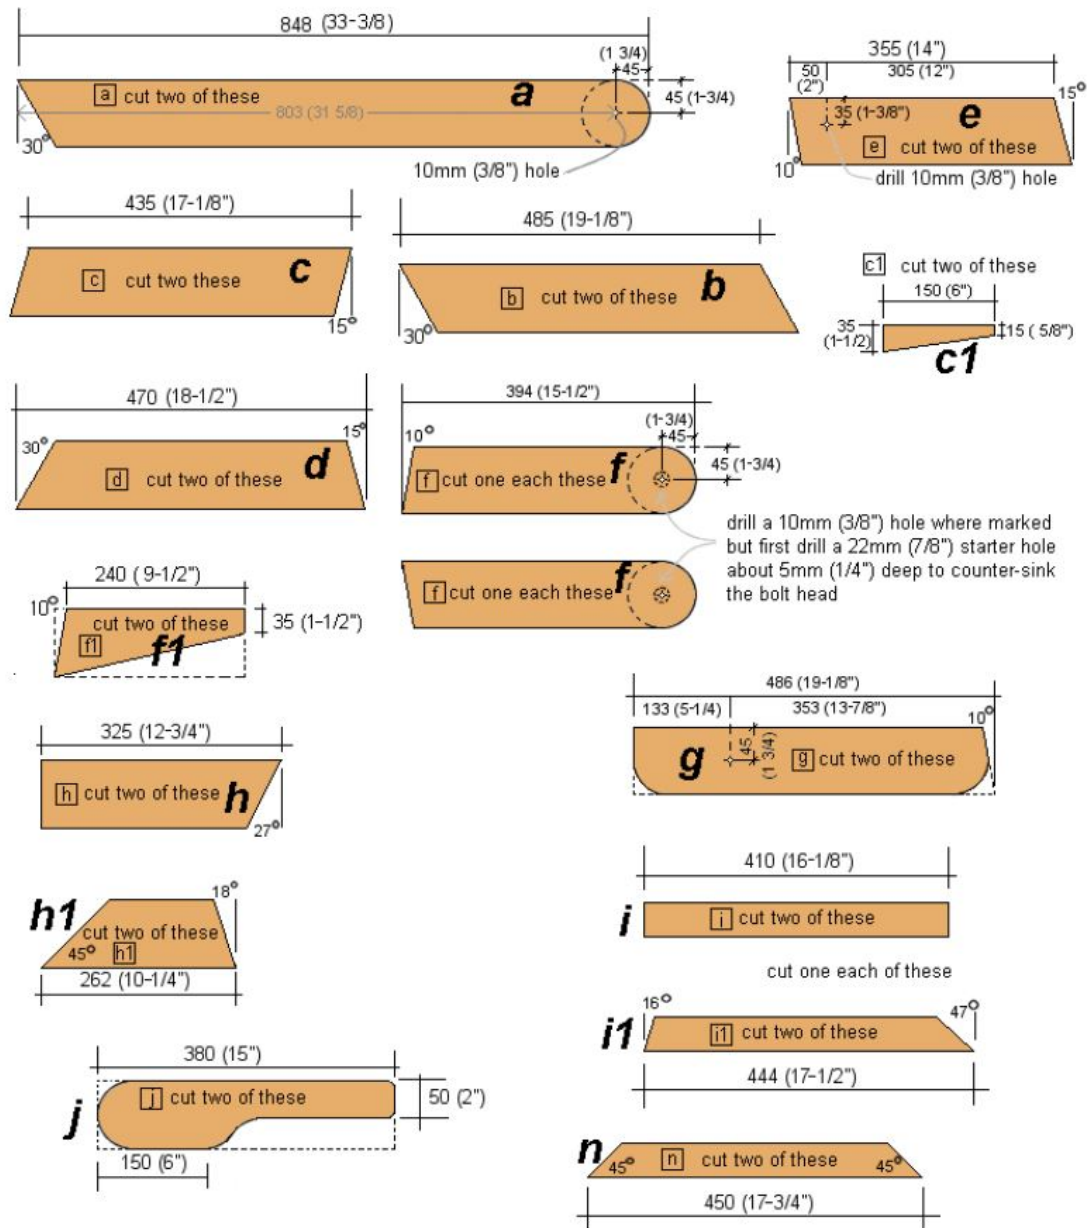 848 (33-3/8)
(1 3/4)
45
a cut two of these a
803 (31 5/8)
45 (1-3/4)
30°
10mm (3/8") hole
355 (14")
50
(2")
305 (12")
15°
35 (1-3/8")
e
e cut two of these
10°
drill 10mm (3/8") hole
435 (17-1/8")
c cut two these c
15°
485 (19-1/8")
b cut two of these b
30°
c1 cut two of these
150 (6")
35
(1-1/2)
15 ( 5/8")
c1
470 (18-1/2")
30°
15°
d cut two of these d
394 (15-1/2")
(1-3/4)
45
10°
45 (1-3/4)
f cut one each these f
f cut one each these f
drill a 10mm (3/8") hole where marked
but first drill a 22mm (7/8") starter hole
about 5mm (1/4") deep to counter-sink
the bolt head
240 ( 9-1/2")
10°
cut two of these
35 (1-1/2")
f1 f1
486 (19-1/8")
133 (5-1/4)
353 (13-7/8")
10°
45
(1 3/4)
g g cut two of these
325 (12-3/4")
h cut two of these h
27°
410 (16-1/8")
i i cut two of these
cut one each of these
h1
18°
cut two of these
45° h1
262 (10-1/4")
16°
47°
i1 i1 cut two of these
444 (17-1/2")
380 (15")
j j cut two of these
50 (2")
150 (6")
n
45° n cut two of these 45°
450 (17-3/4")